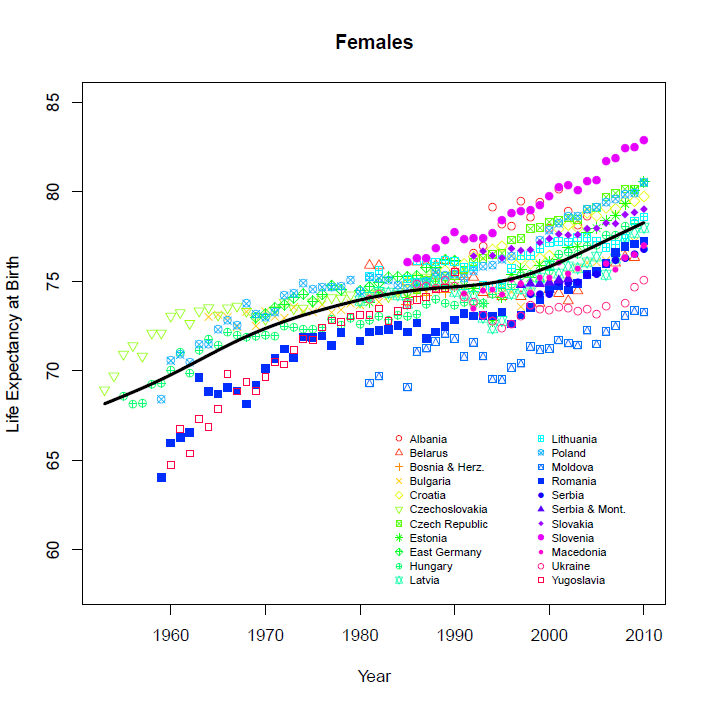 Females
Life Expectancy at Birth
85
80
75
70
65
60
Albania
Belarus
Bosnia & Herz.
Bulgaria
Croatia
Czechoslovakia
Czech Republic
Estonia
East Germany
Hungary
Latvia
Lithuania
Poland
Moldova
Romania
Serbia
Serbia & Mont.
Slovakia
Slovenia
Macedonia
Ukraine
Yugoslavia
1960 1970 1980 1990 2000 2010
Year